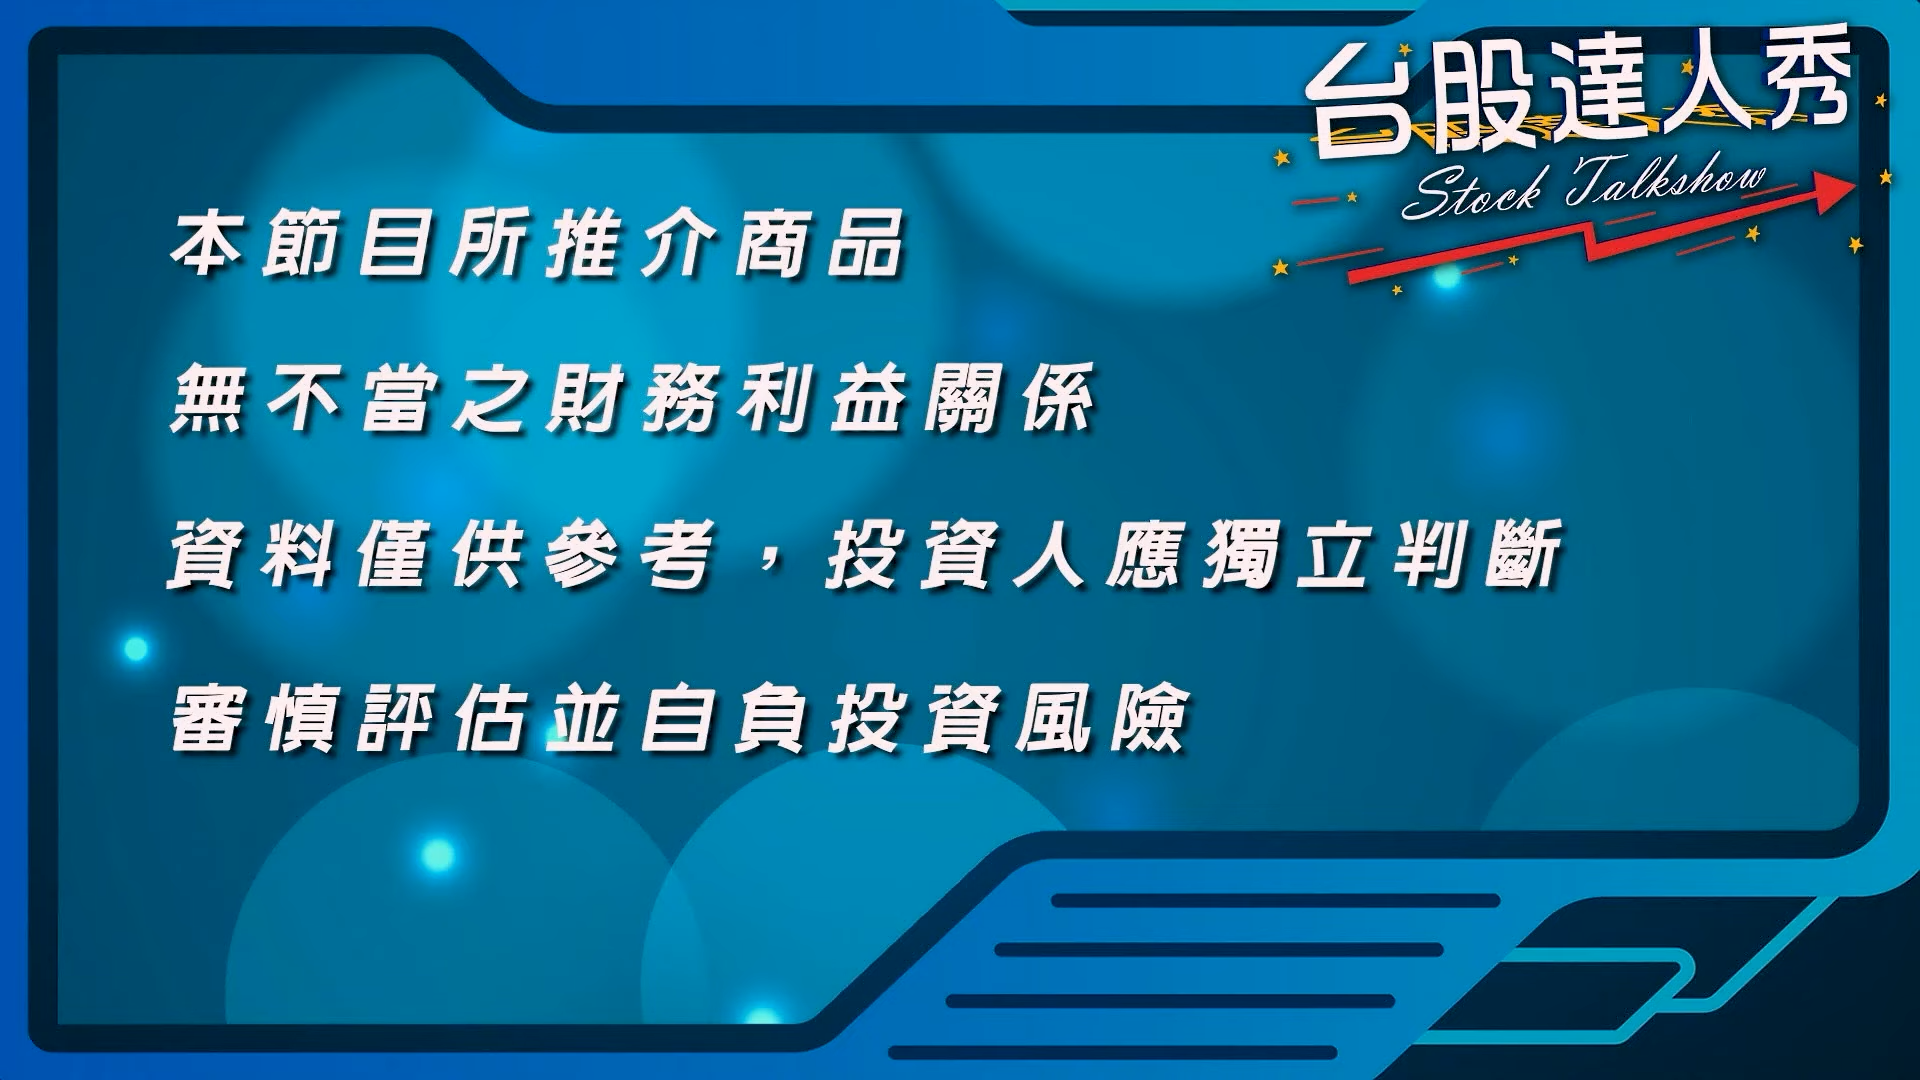 台股達人秀
Stock Talkshow
本節目所推介商品
無不當之財務利益關係
資料僅供參考，投資人應獨立判斷
審慎評估並自負投資風險